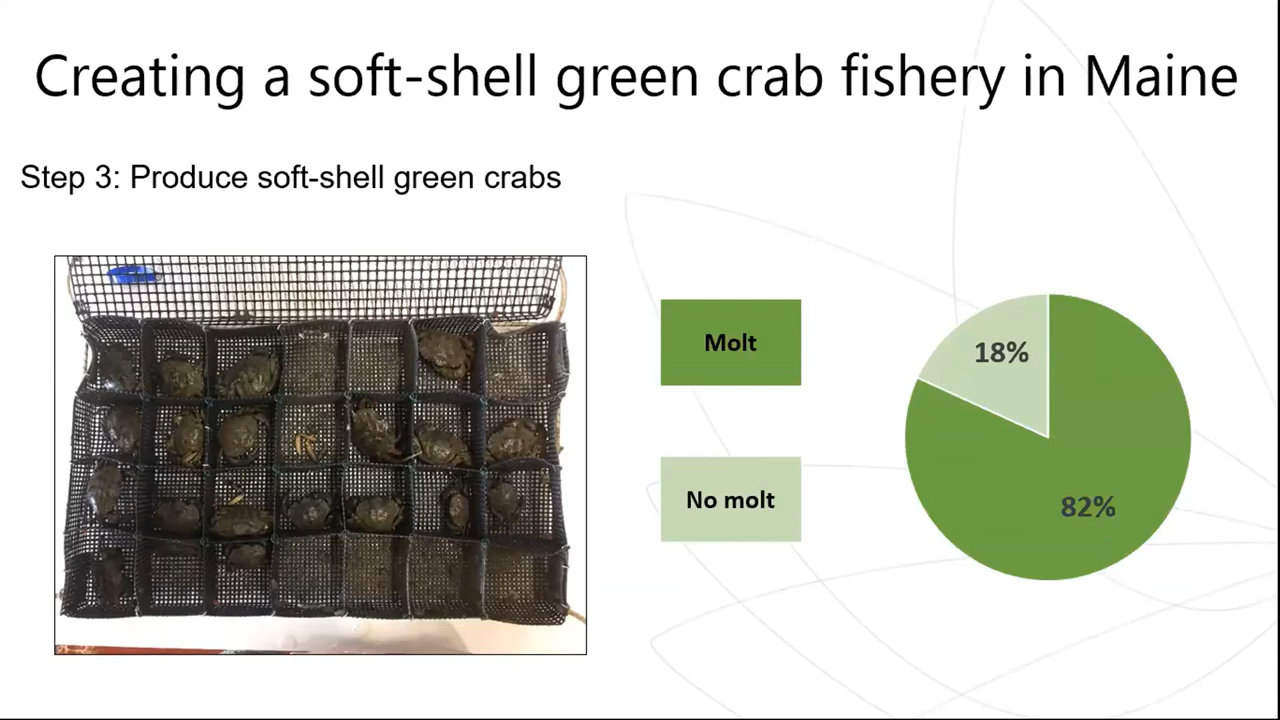 Creating a soft-shell green crab fishery in Maine
Step 3: Produce soft-shell green crabs
Molt
No molt
18%
82%